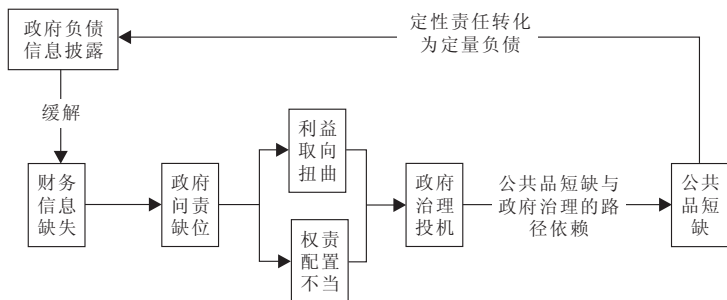 政府负债
信息披露
定性责任转化
为定量负债
缓解
利益
取向
扭曲
财务
信息
缺失
政府
问责
缺位
权责
配置
不当
政府
治理
投机
公共品短缺与
政府治理的路
径依赖
公共
品短
缺